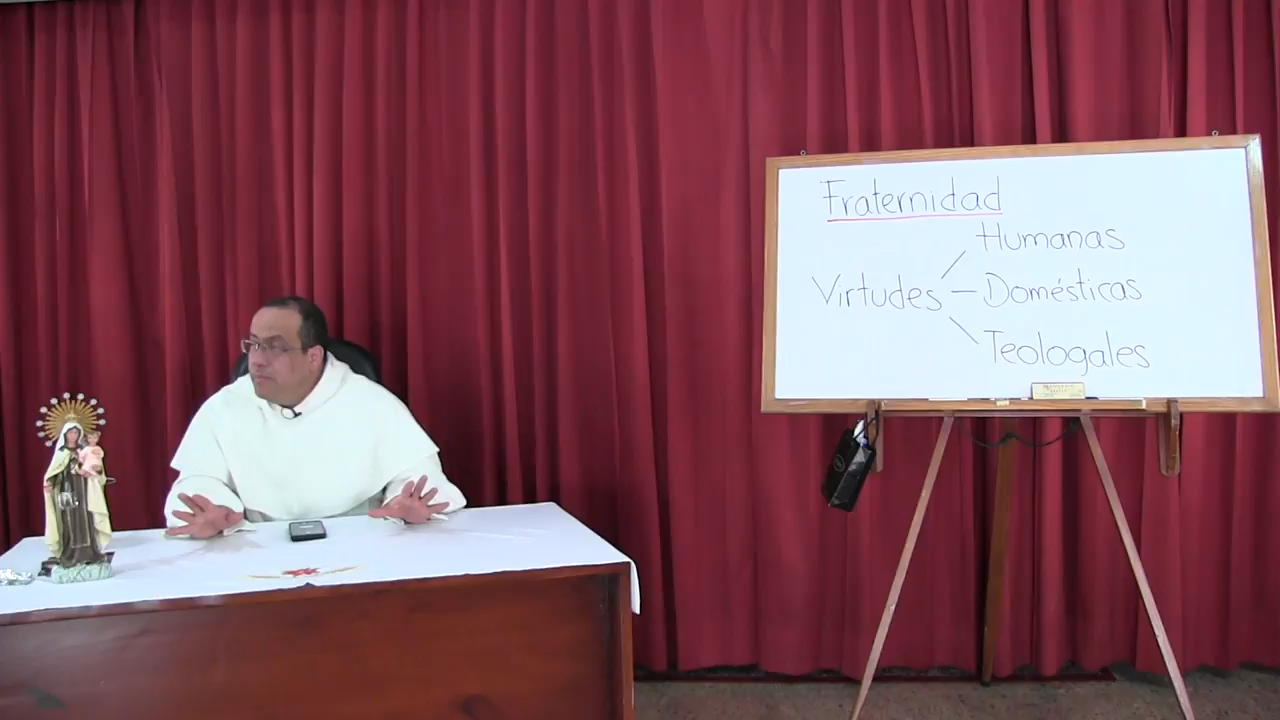 Fraternidad
Humanas
Virtudes — Domésticas
Teologales